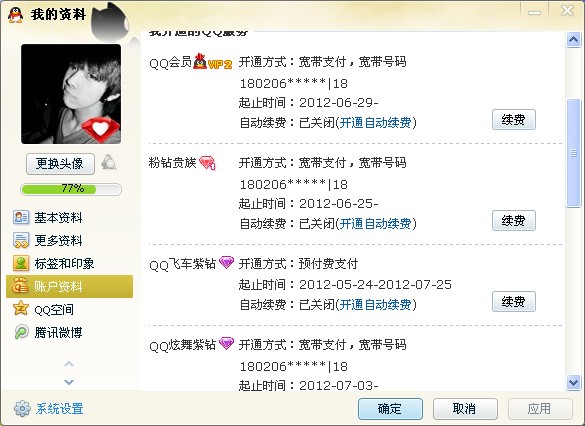 我的资料
我开通的QQ服务
QQ会员 VIP2 开通方式：宽带支付，宽带号码
180206*****|18
起止时间：2012-06-29-
自动续费：已关闭(开通自动续费) 续费
粉钻贵族 开通方式：宽带支付，宽带号码
180206*****|18
起止时间：2012-06-25-
自动续费：已关闭(开通自动续费) 续费
QQ飞车紫钻 开通方式：预付费支付
起止时间：2012-05-24-2012-07-25
自动续费：已关闭(开通自动续费) 续费
QQ炫舞紫钻 开通方式：宽带支付，宽带号码
180206*****|18
起止时间：2012-07-03-
更换头像
77%
基本资料
更多资料
标签和印象
账户资料
QQ空间
腾讯微博
系统设置
确定 取消 应用